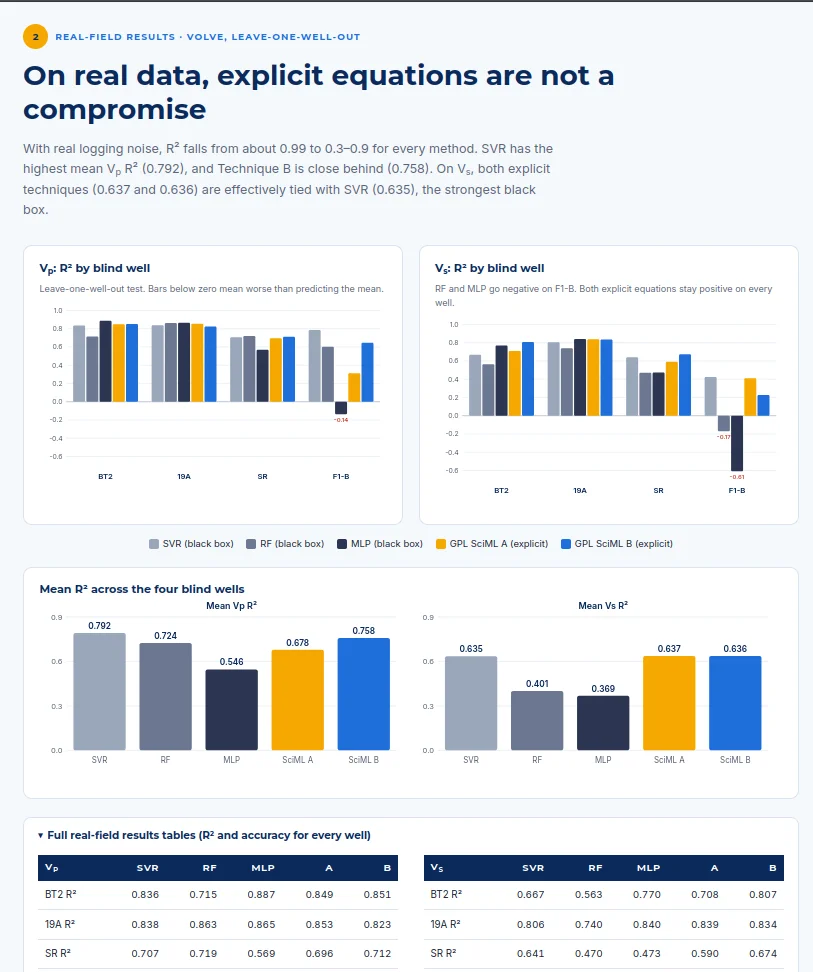 2 REAL-FIELD RESULTS · VOLVE, LEAVE-ONE-WELL-OUT
On real data, explicit equations are not a
compromise
With real logging noise, R² falls from about 0.99 to 0.3–0.9 for every method. SVR has the
highest mean Vp R² (0.792), and Technique B is close behind (0.758). On Vs, both explicit
techniques (0.637 and 0.636) are effectively tied with SVR (0.635), the strongest black
box.
Vp: R² by blind well
Leave-one-well-out test. Bars below zero mean worse than predicting the mean.
1.0
0.8
0.6
0.4
0.2
0.0
−0.2
−0.4
−0.6
−0.14
BT2 19A SR F1-B
Vs: R² by blind well
RF and MLP go negative on F1-B. Both explicit equations stay positive on every
well.
1.0
0.8
0.6
0.4
0.2
0.0
−0.2
−0.4
−0.6
−0.17
−0.61
BT2 19A SR F1-B
SVR (black box) RF (black box) MLP (black box) GPL SciML A (explicit) GPL SciML B (explicit)
Mean R² across the four blind wells
Mean Vp R²
0.9
0.6
0.3
0.0
0.792 0.724 0.546 0.678 0.758
SVR RF MLP SciML A SciML B
Mean Vs R²
0.9
0.6
0.3
0.0
0.635 0.401 0.369 0.637 0.636
SVR RF MLP SciML A SciML B
▾ Full real-field results tables (R² and accuracy for every well)
Vp SVR RF MLP A B
BT2 R² 0.836 0.715 0.887 0.849 0.851
19A R² 0.838 0.863 0.865 0.853 0.823
SR R² 0.707 0.719 0.569 0.696 0.712
Vs SVR RF MLP A B
BT2 R² 0.667 0.563 0.770 0.708 0.807
19A R² 0.806 0.740 0.840 0.839 0.834
SR R² 0.641 0.470 0.473 0.590 0.674